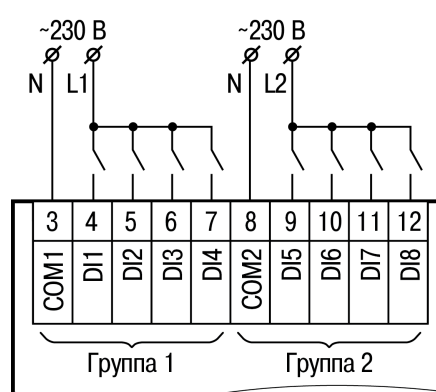 ~230 В ~230 В
N L1 N L2
3 4 5 6 7 8 9 10 11 12
COM1 DI1 DI2 DI3 DI4 COM2 DI5 DI6 DI7 DI8
Группа 1 Группа 2